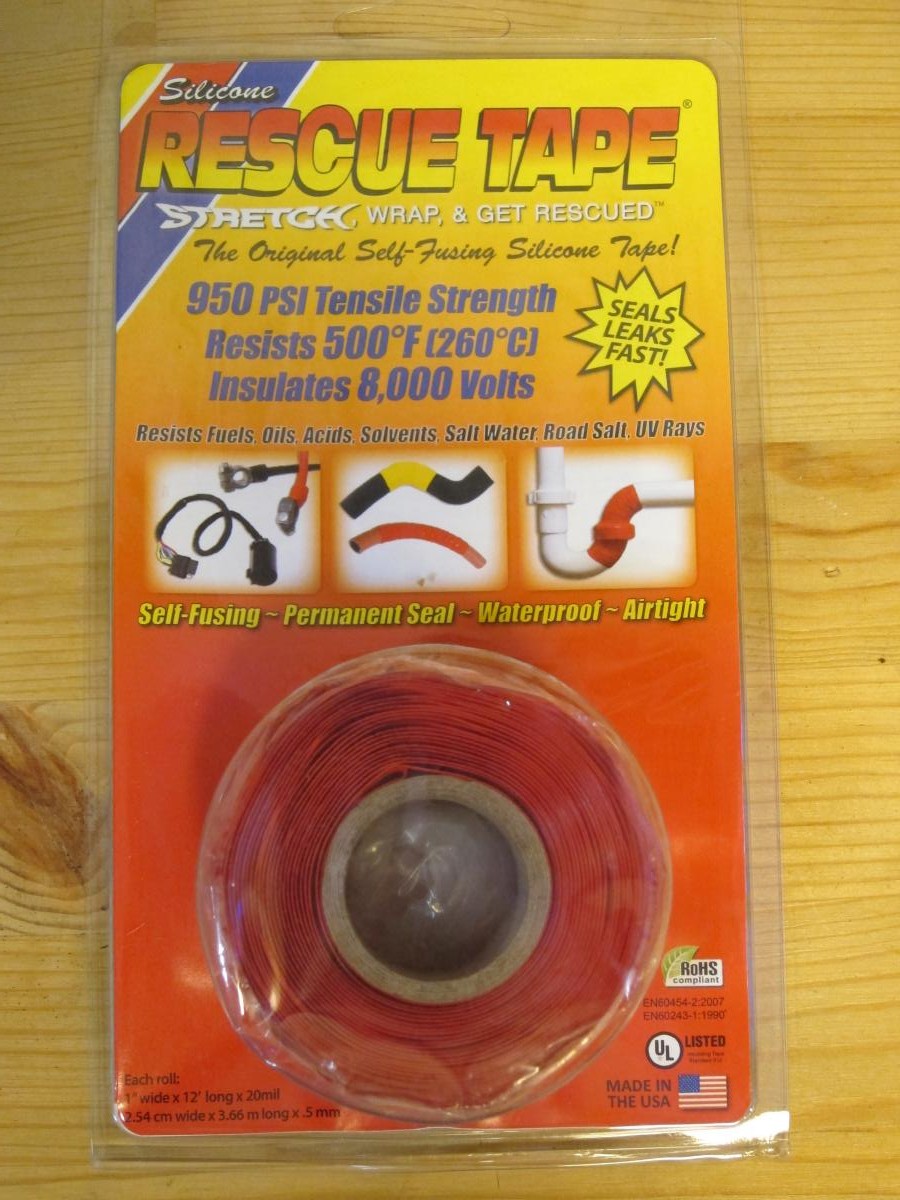 Silicone
RESCUE TAPE®
STRETCH, WRAP, & GET RESCUED™
The Original Self-Fusing Silicone Tape!
950 PSI Tensile Strength
Resists 500°F (260°C)
Insulates 8,000 Volts
SEALS
LEAKS
FAST!
Resists Fuels, Oils, Acids, Solvents, Salt Water, Road Salt, UV Rays
Self-Fusing ~ Permanent Seal ~ Waterproof ~ Airtight
RoHS
compliant
EN60454-2:2007
EN60243-1:1990
UL LISTED
Insulating Tape
MADE IN
THE USA
Each roll:
1" wide x 12' long x 20mil
2.54 cm wide x 3.66 m long x .5 mm